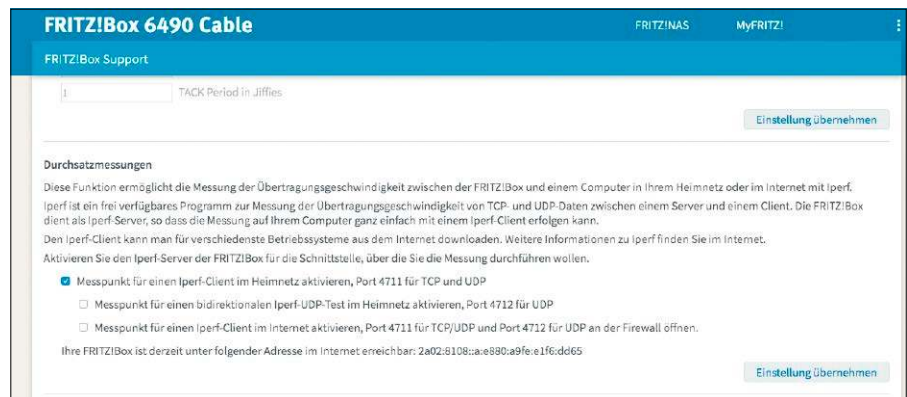 FRITZ!Box 6490 Cable
FRITZ!NAS
MyFRITZ!
FRITZ!Box Support
1
TACK Period in Jiffies
Einstellung übernehmen
Durchsatzmessungen
Diese Funktion ermöglicht die Messung der Übertragungsgeschwindigkeit zwischen der FRITZ!Box und einem Computer in Ihrem Heimnetz oder im Internet mit Iperf.
Iperf ist ein frei verfügbares Programm zur Messung der Übertragungsgeschwindigkeit von TCP- und UDP-Daten zwischen einem Server und einem Client. Die FRITZ!Box
dient als Iperf-Server, so dass die Messung auf Ihrem Computer ganz einfach mit einem Iperf-Client erfolgen kann.
Den Iperf-Client kann man für verschiedenste Betriebssysteme aus dem Internet downloaden. Weitere Informationen zu Iperf finden Sie im Internet.
Aktivieren Sie den Iperf-Server der FRITZ!Box für die Schnittstelle, über die Sie die Messung durchführen wollen.
Messpunkt für einen Iperf-Client im Heimnetz aktivieren, Port 4711 für TCP und UDP
Messpunkt für einen bidirektionalen Iperf-UDP-Test im Heimnetz aktivieren, Port 4712 für UDP
Messpunkt für einen Iperf-Client im Internet aktivieren, Port 4711 für TCP/UDP und Port 4712 für UDP an der Firewall öffnen.
Ihre FRITZ!Box ist derzeit unter folgender Adresse im Internet erreichbar: 2a02:8108::a:e880:a9fe:e1f6:dd65
Einstellung übernehmen